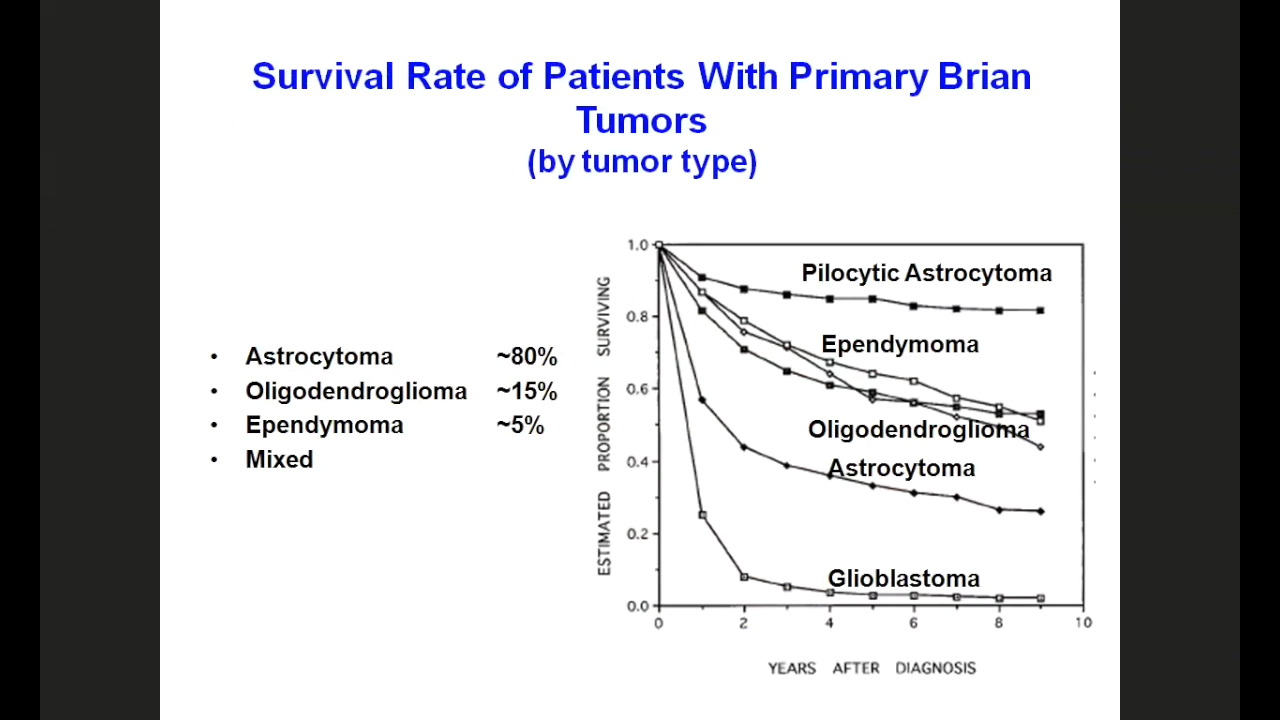 Survival Rate of Patients With Primary Brian
Tumors
(by tumor type)
• Astrocytoma ~80%
• Oligodendroglioma ~15%
• Ependymoma ~5%
• Mixed
ESTIMATED PROPORTION SURVIVING
1.0
0.8
0.6
0.4
0.2
0.0
Pilocytic Astrocytoma
Ependymoma
Oligodendroglioma
Astrocytoma
Glioblastoma
0 2 4 6 8 10
YEARS AFTER DIAGNOSIS